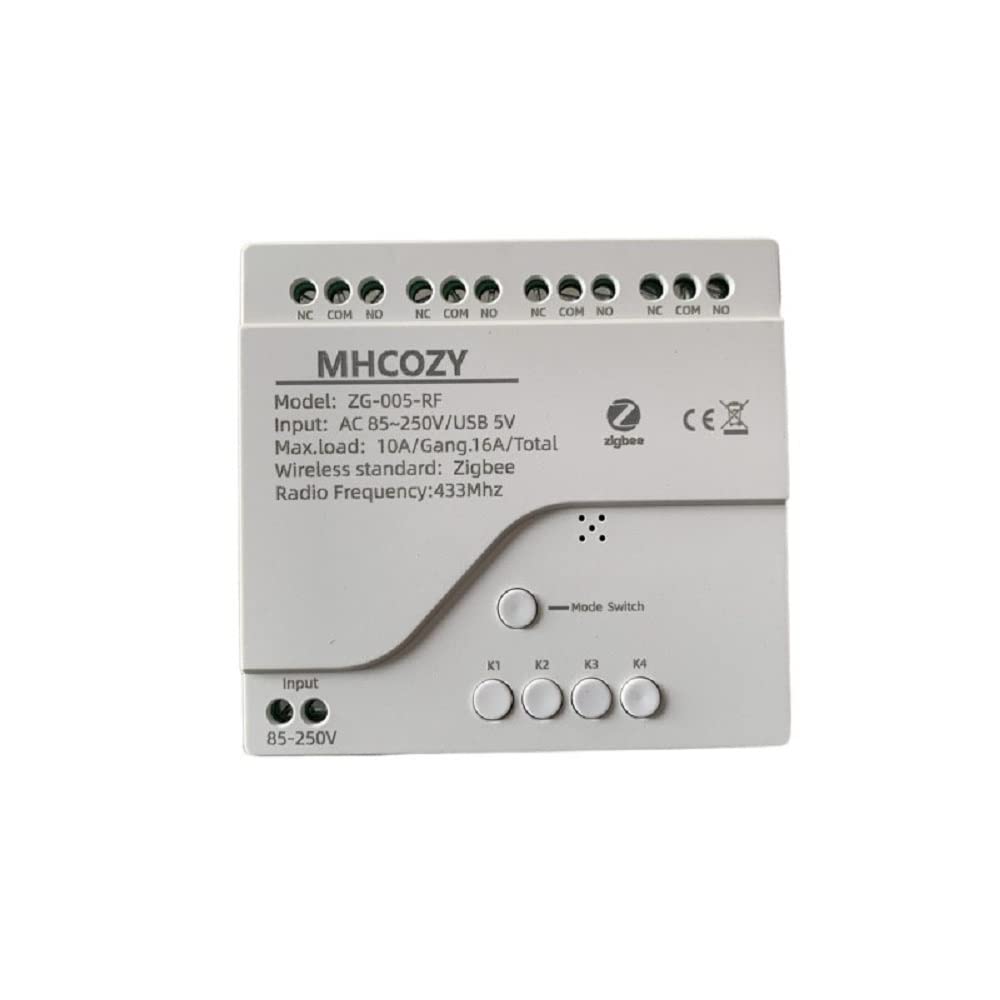 NC COM NO NC COM NO NC COM NO NC COM NO
MHCOZY
Model: ZG-005-RF
Input: AC 85~250V/USB 5V
Max.load: 10A/Gang.16A/Total
Wireless standard: Zigbee
Radio Frequency:433Mhz
zigbee
CE
Mode Switch
K1 K2 K3 K4
Input
85-250V